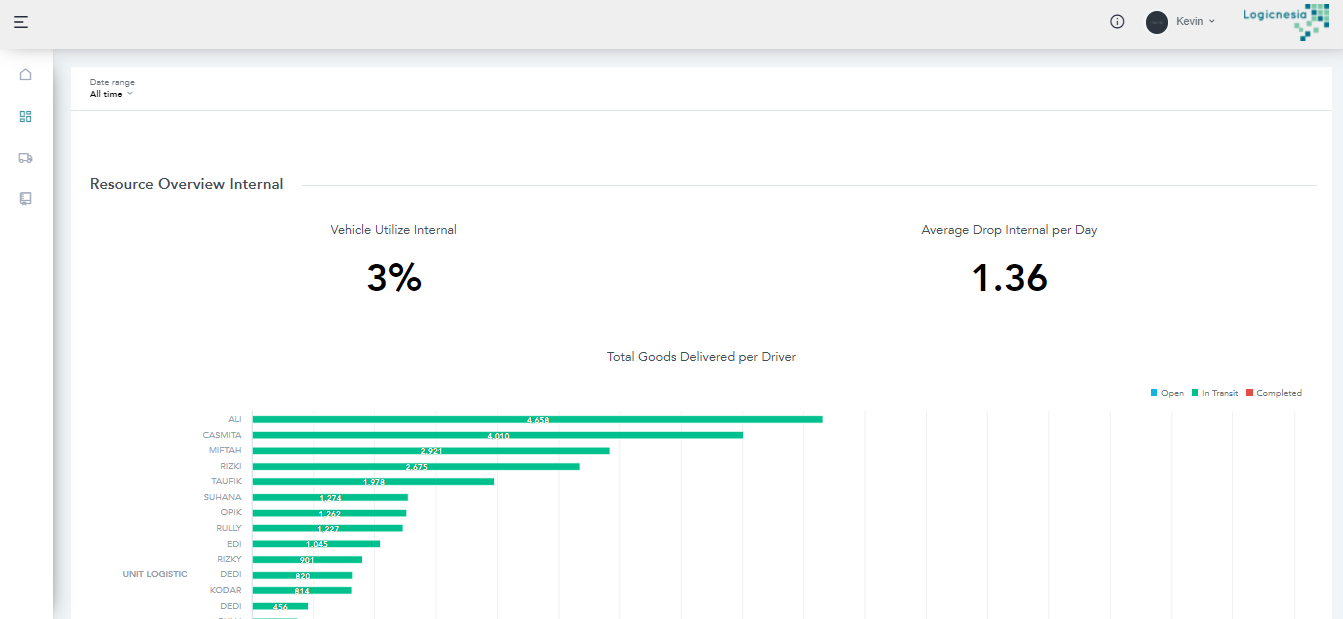 Kevin
Logicnesia
Date range
All time
Resource Overview Internal
Vehicle Utilize Internal
Average Drop Internal per Day
3%
1.36
Total Goods Delivered per Driver
Open In Transit Completed
ALI 4.658
CASMITA 4.010
MIFTAH 2.921
RIZKI 2.675
TAUFIK 1.978
SUHANA 1.274
OPIK 1.262
RULLY 1.227
EDI 1.045
RIZKY 901
UNIT LOGISTIC DEDI 820
KODAR 814
DEDI 456